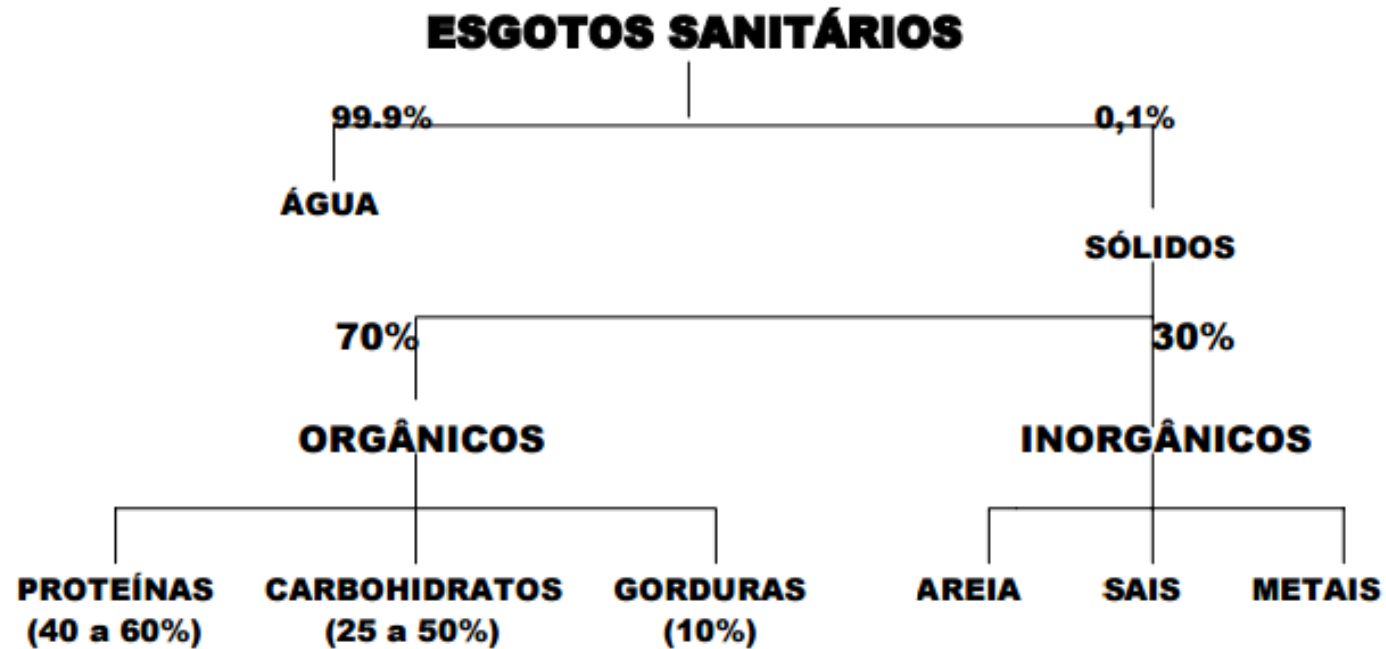 ESGOTOS SANITÁRIOS
99.9% 0,1%
ÁGUA
SÓLIDOS
70% 30%
ORGÂNICOS INORGÂNICOS
PROTEÍNAS CARBOHIDRATOS GORDURAS AREIA SAIS METAIS
(40 a 60%) (25 a 50%) (10%)